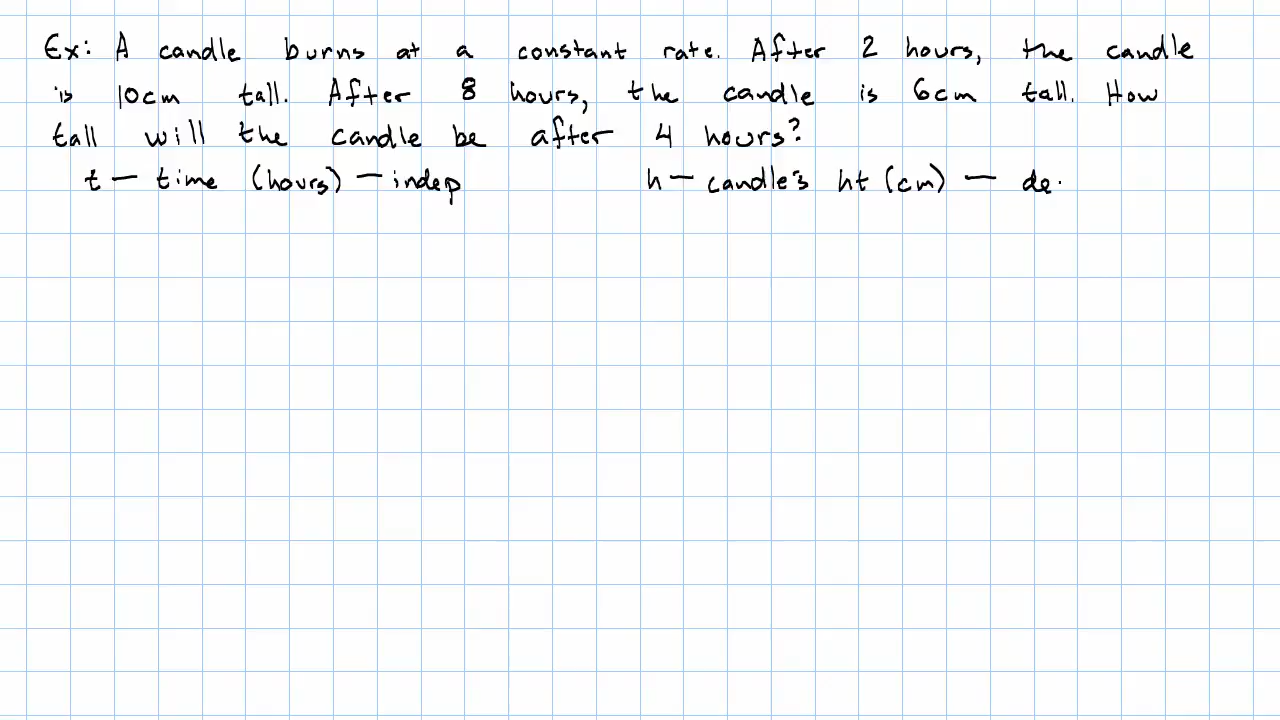 Ex: A candle burns at a constant rate. After 2 hours, the candle
is 10cm tall. After 8 hours, the candle is 6cm tall. How
tall will the candle be after 4 hours?
t — time (hours) — indep h — candle's ht (cm) — de